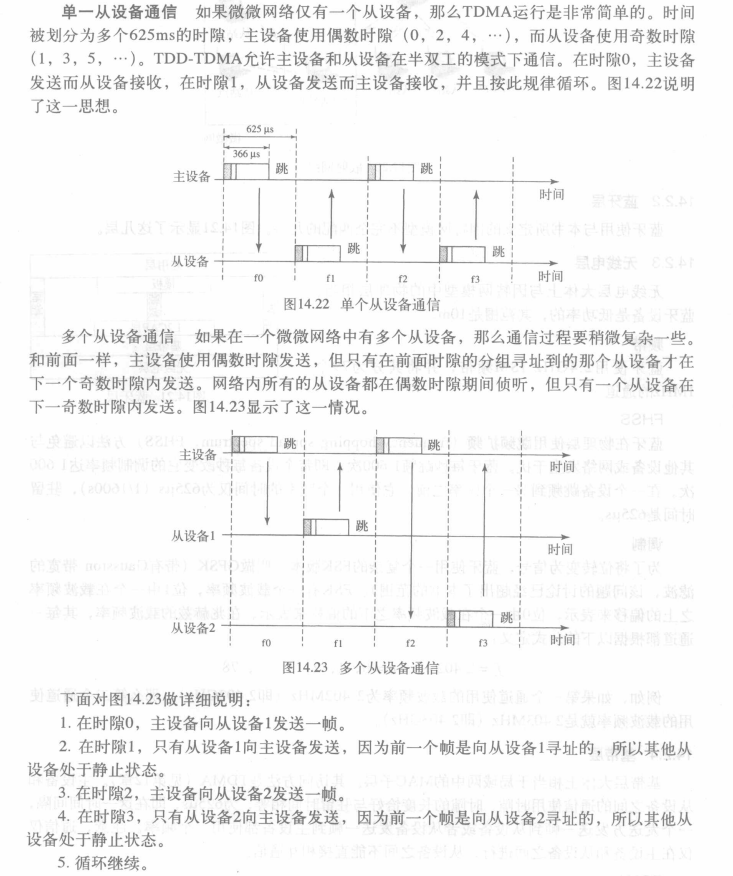 单一从设备通信 如果微微网络仅有一个从设备，那么TDMA运行是非常简单的。时间
被划分为多个625ms的时隙，主设备使用偶数时隙（0，2，4，…），而从设备使用奇数时隙
（1，3，5，…）。TDD-TDMA允许主设备和从设备在半双工的模式下通信。在时隙0，主设备
发送而从设备接收，在时隙1，从设备发送而主设备接收，并且按此规律循环。图14.22说明
了这一思想。
625 μs
366 μs
主设备 跳 跳
时间
从设备 跳 跳
f0 f1 f2 f3 时间
图14.22 单个从设备通信
多个从设备通信 如果在一个微微网络中有多个从设备，那么通信过程要稍微复杂一些。
和前面一样，主设备使用偶数时隙发送，但只有在前面时隙的分组寻址到的那个从设备才在
下一个奇数时隙内发送。网络内所有的从设备都在偶数时隙期间侦听，但只有一个从设备在
下一奇数时隙内发送。图14.23显示了这一情况。
主设备 跳 跳
时间
从设备1 跳
时间
从设备2 跳
f0 f1 f2 f3 时间
图14.23 多个从设备通信
下面对图14.23做详细说明：
1. 在时隙0，主设备向从设备1发送一帧。
2. 在时隙1，只有从设备1向主设备发送，因为前一个帧是向从设备1寻址的，所以其他从
设备处于静止状态。
3. 在时隙2，主设备向从设备2发送一帧。
4. 在时隙3，只有从设备2向主设备发送，因为前一个帧是向从设备2寻址的，所以其他从
设备处于静止状态。
5. 循环继续。